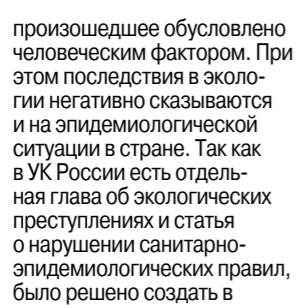 произошедшее обусловлено
человеческим фактором. При
этом последствия в эколо-
гии негативно сказываются
и на эпидемиологической
ситуации в стране. Так как
в УК России есть отдель-
ная глава об экологических
преступлениях и статья
о нарушении санитарно-
эпидемиологических правил,
было решено создать в